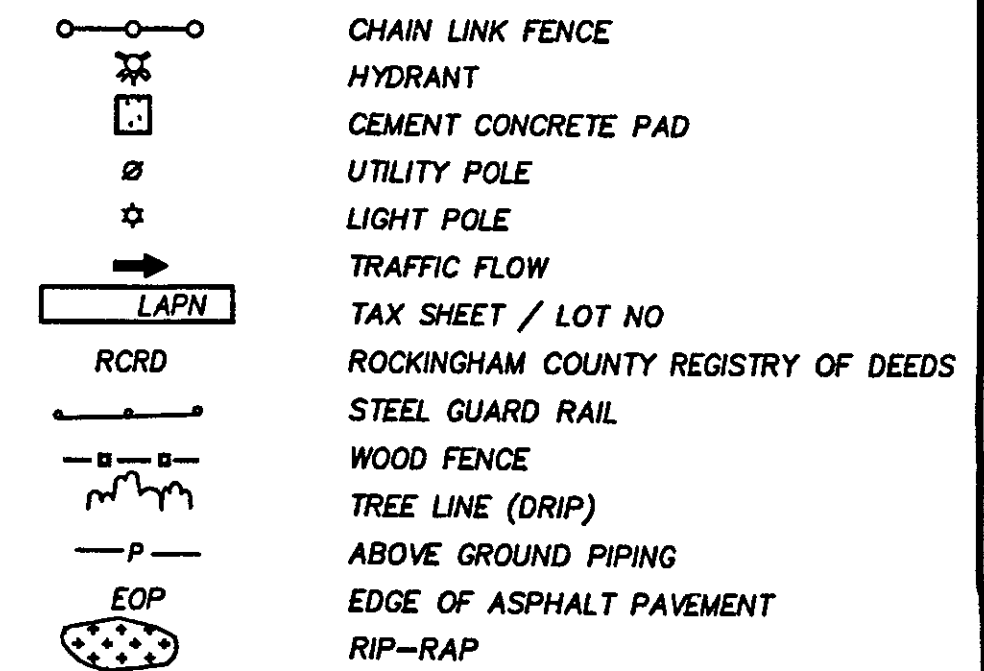 CHAIN LINK FENCE
HYDRANT
CEMENT CONCRETE PAD
UTILITY POLE
LIGHT POLE
TRAFFIC FLOW
LAPN TAX SHEET / LOT NO
RCRD ROCKINGHAM COUNTY REGISTRY OF DEEDS
STEEL GUARD RAIL
WOOD FENCE
TREE LINE (DRIP)
P ABOVE GROUND PIPING
EOP EDGE OF ASPHALT PAVEMENT
RIP-RAP